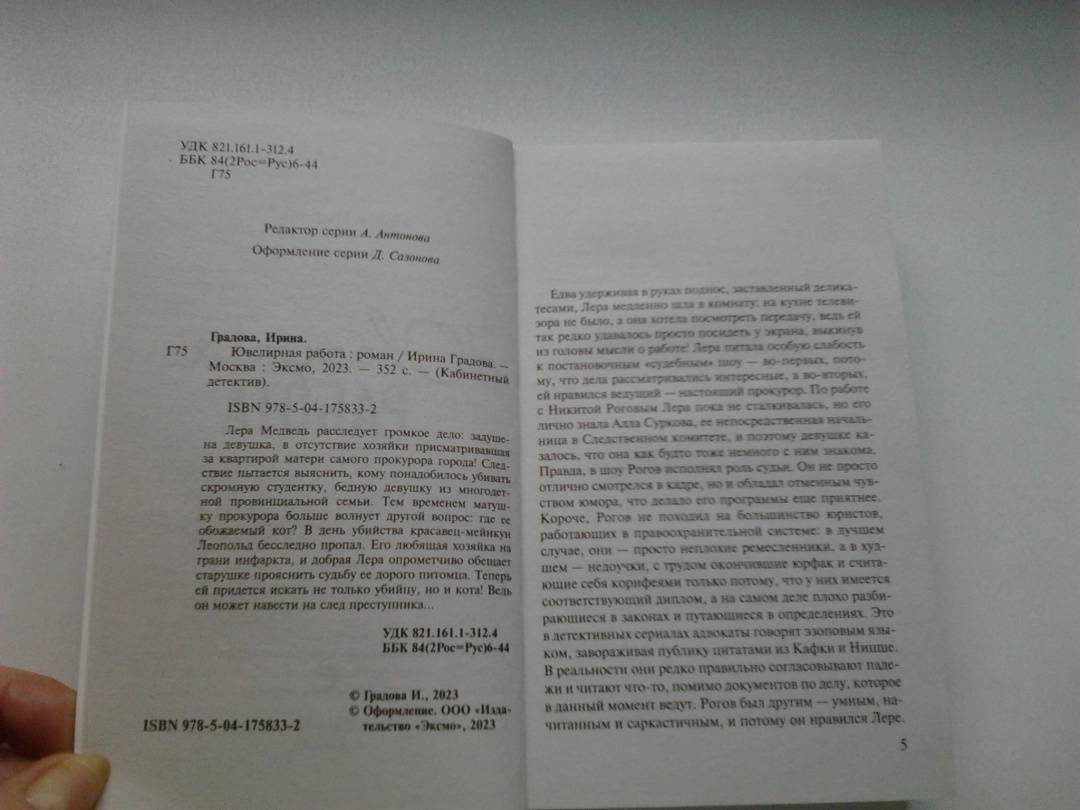 УДК 821.161.1-312.4
ББК 84(2Рос=Рус)6-44
Г75
Редактор серии А. Антонова
Оформление серии Д. Сазонова
Градова, Ирина.
Г75 Ювелирная работа : роман / Ирина Градова. —
Москва : Эксмо, 2023. — 352 с. — (Кабинетный
детектив).
ISBN 978-5-04-175833-2
Лера Медведь расследует громкое дело: задуше-
на девушка, в отсутствие хозяйки присматривавшая
за квартирой матери самого прокурора города! След-
ствие пытается выяснить, кому понадобилось убивать
скромную студентку, бедную девушку из многодет-
ной провинциальной семьи. Тем временем матуш-
ку прокурора больше волнует другой вопрос: где ее
обожаемый кот? В день убийства красавец-мейнкун
Леопольд бесследно пропал. Его любящая хозяйка на
грани инфаркта, и добрая Лера опрометчиво обещает
старушке прояснить судьбу ее дорого питомца. Теперь
ей придется искать не только убийцу, но и кота! Ведь
он может навести на след преступника...
УДК 821.161.1-312.4
ББК 84(2Рос=Рус)6-44
© Градова И., 2023
© Оформление. ООО «Изда-
тельство «Эксмо», 2023
ISBN 978-5-04-175833-2
Едва удерживая в руках поднос, заставленный делика-
тесами, Лера медленно шла в комнату: на кухне телеви-
зора не было, а она хотела посмотреть передачу, ведь ей
так редко удавалось просто посидеть у экрана, выкинув
из головы мысли о работе! Лера питала особую слабость
к постановочным «судебным» шоу — во-первых, пото-
му, что дела рассматривались интересные, а во-вторых,
ей нравился ведущий — настоящий прокурор. По работе
с Никитой Роговым Лера пока не сталкивалась, но его
лично знала Алла Суркова, ее непосредственная началь-
ница в Следственном комитете, и поэтому девушке ка-
залось, что она как будто тоже немного с ним знакома.
Правда, в шоу Рогов исполнял роль судьи. Он не просто
отлично смотрелся в кадре, но и обладал отменным чув-
ством юмора, что делало его программы еще приятнее.
Короче, Рогов не походил на большинство юристов,
работающих в правоохранительной системе: в лучшем
случае, они — просто неплохие ремесленники, а в худ-
шем — недоучки, с трудом окончившие юрфак и счита-
ющие себя корифеями только потому, что у них имеется
соответствующий диплом, а на самом деле плохо разби-
рающиеся в законах и путающиеся в определениях. Это
в детективных сериалах адвокаты говорят эзоповым язы-
ком, завораживая публику цитатами из Кафки и Ницше.
В реальности они редко правильно согласовывают паде-
жи и читают что-то, помимо документов по делу, которое
в данный момент ведут. Рогов был другим — умным, на-
читанным и саркастичным, и потому он нравился Лере.
5